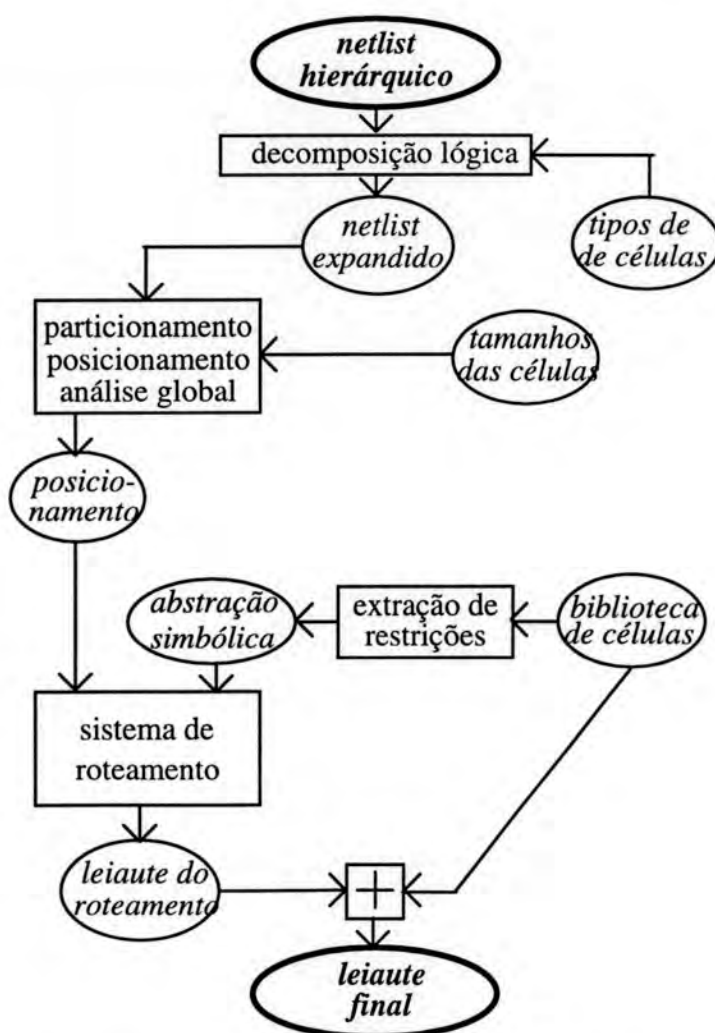 netlist
hierárquico
decomposição lógica
netlist
expandido
tipos de
de células
particionamento
posicionamento
análise global
tamanhos
das células
posicio-
namento
abstração
simbólica
extração de
restrições
biblioteca
de células
sistema de
roteamento
leiaute do
roteamento
+
leiaute
final